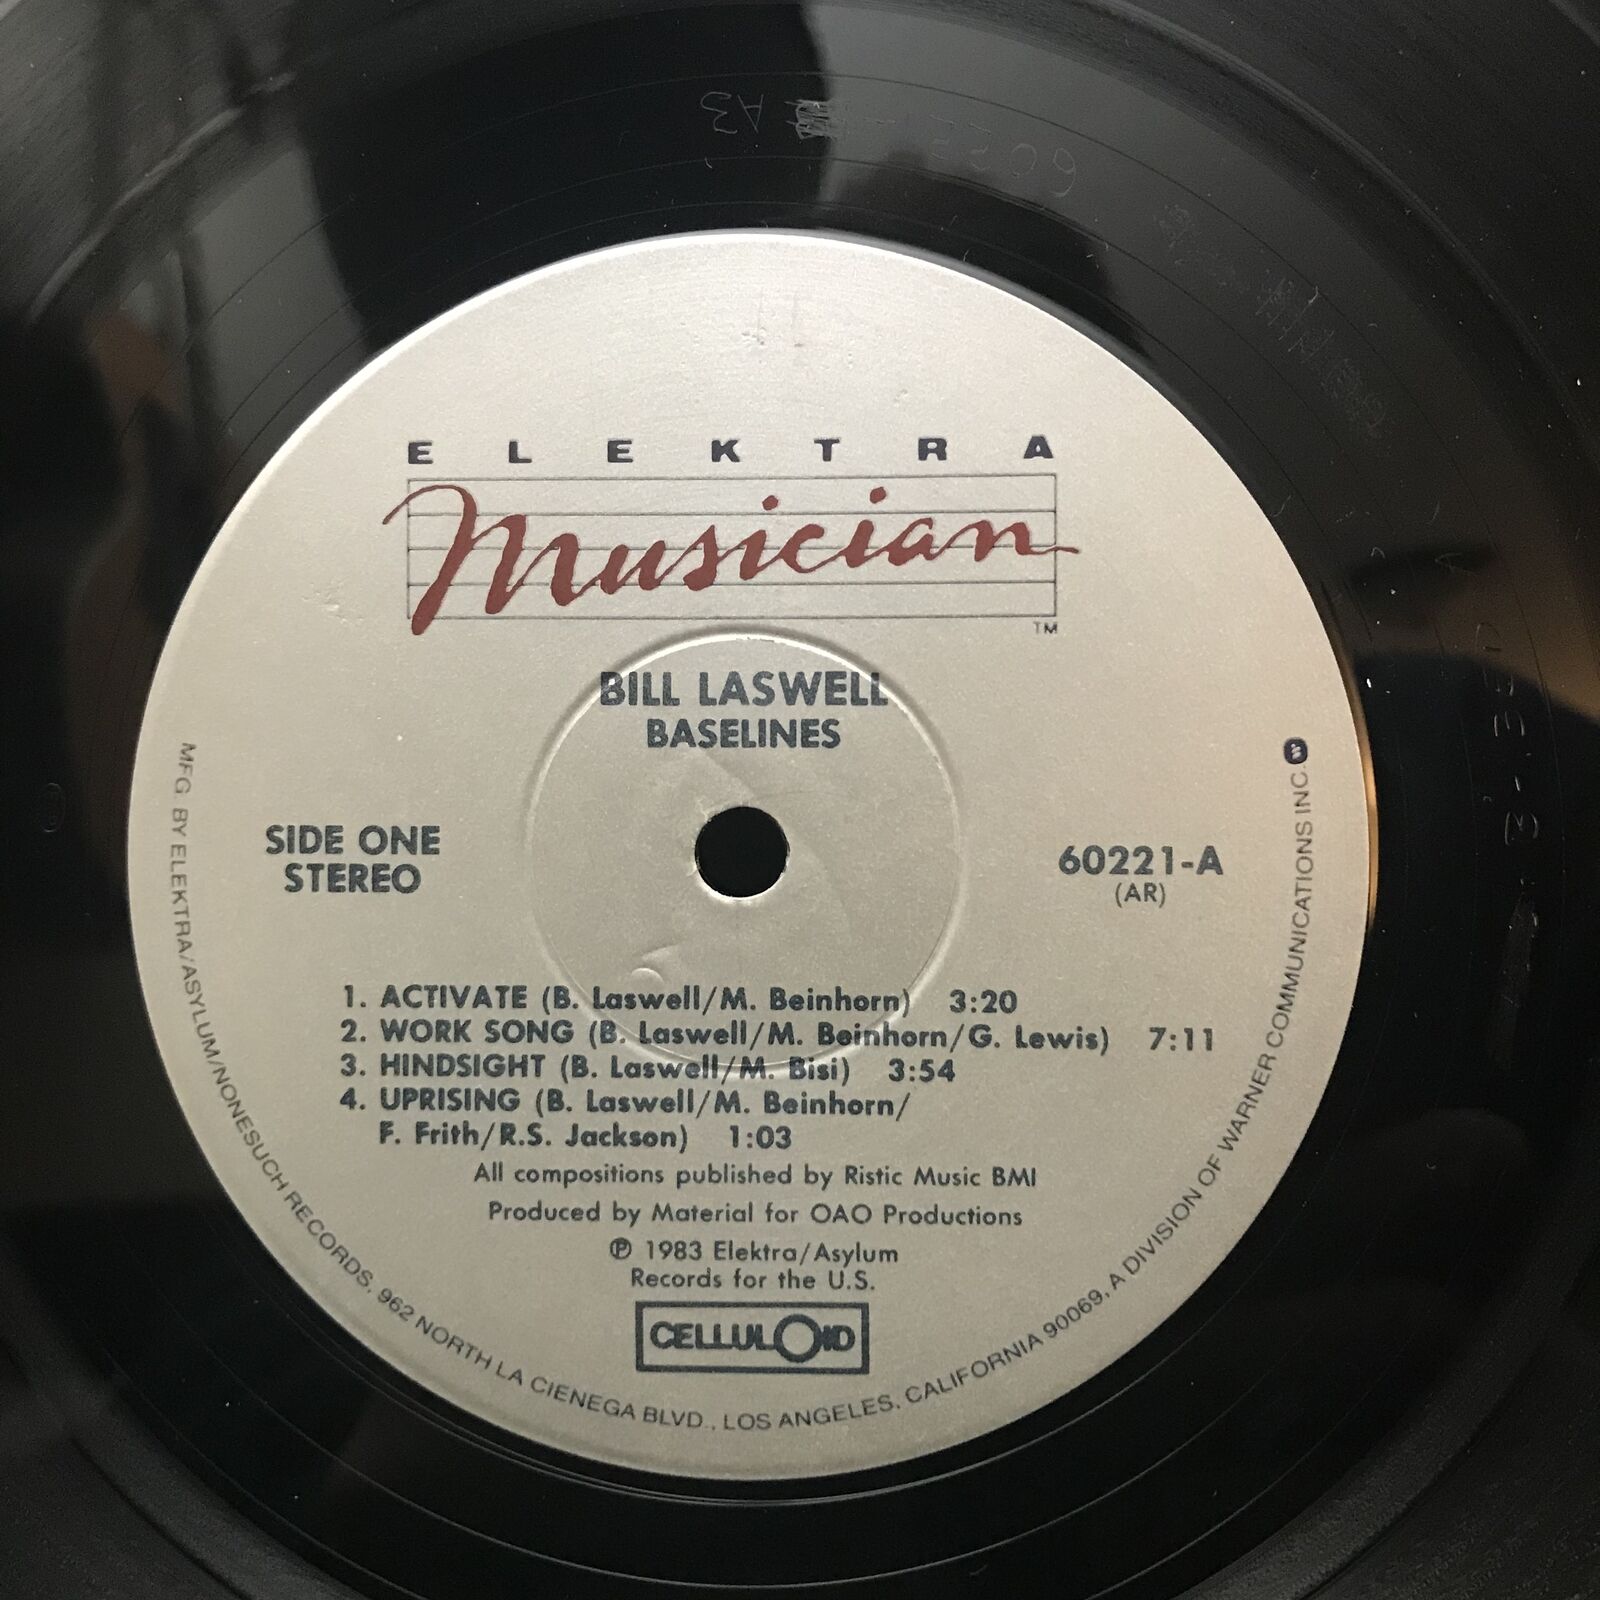 ELEKTRA
Musician
TM
BILL LASWELL
BASELINES
SIDE ONE
STEREO
60221-A
(AR)
1. ACTIVATE (B. Laswell/M. Beinhorn) 3:20
2. WORK SONG (B. Laswell/M. Beinhorn/G. Lewis) 7:11
3. HINDSIGHT (B. Laswell/M. Bisi) 3:54
4. UPRISING (B. Laswell/M. Beinhorn/
F. Frith/R.S. Jackson) 1:03
All compositions published by Ristic Music BMI
Produced by Material for OAO Productions
℗ 1983 Elektra/Asylum
Records for the U.S.
CELLULOID
MFG. BY ELEKTRA/ASYLUM/NONESUCH RECORDS, 962 NORTH LA CIENEGA BLVD., LOS ANGELES, CALIFORNIA 90069, A DIVISION OF WARNER COMMUNICATIONS INC.
A3